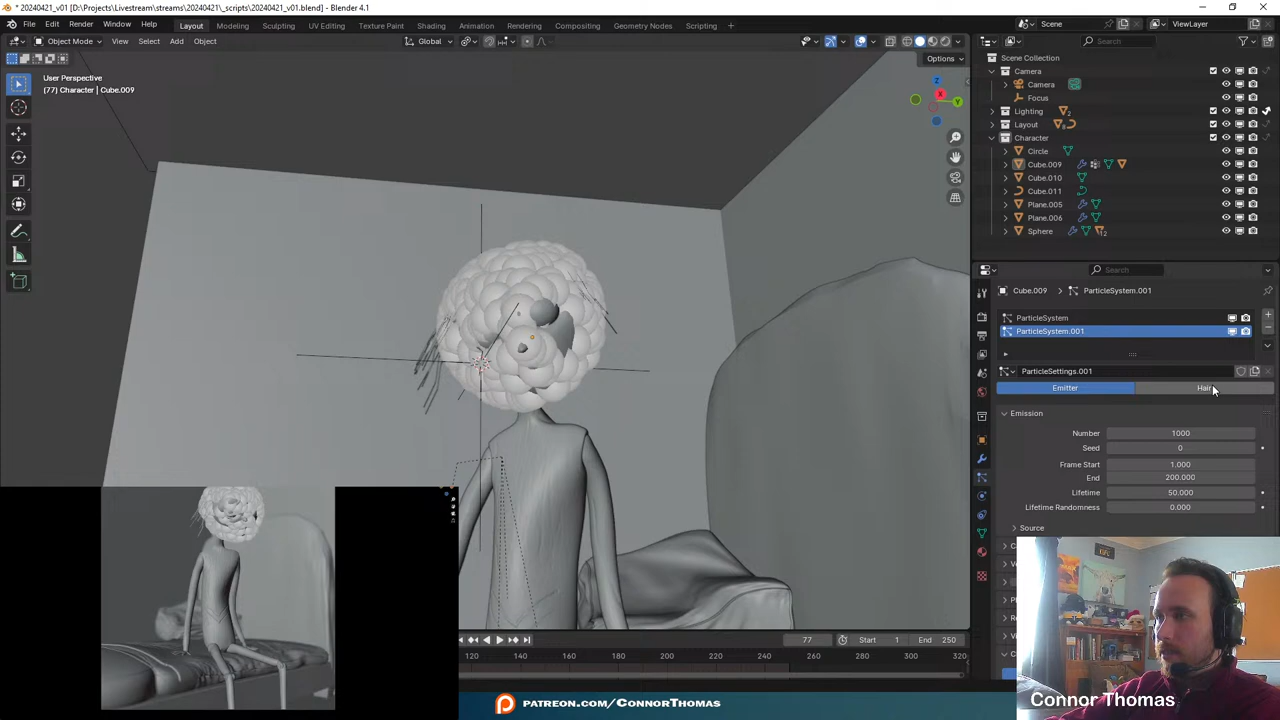 * 20240421_v01 [D:\Projects\Livestream\streams\20240421\_scripts\20240421_v01.blend] - Blender 4.1
File Edit Render Window Help Layout Modeling Sculpting UV Editing Texture Paint Shading Animation Rendering Compositing Geometry Nodes Scripting + Scene ViewLayer
Object Mode View Select Add Object Global Search
Options
User Perspective
(77) Character | Cube.009
Z
X
Y
Scene Collection
Camera
Camera
Focus
Lighting 2
Layout
Character
Circle
Cube.009
Cube.010
Cube.011
Plane.005
Plane.006
Sphere 12
Search
Cube.009 > ParticleSystem.001
ParticleSystem
ParticleSystem.001
ParticleSettings.001
Emitter Hair
Emission
Number 1000
Seed 0
Frame Start 1.000
End 200.000
Lifetime 50.000
Lifetime Randomness 0.000
Source
77 Start 1 End 250
120 140 160 180 200 220 240 260 280 300 320
PATREON.COM/CONNORTHOMAS
Connor Thomas